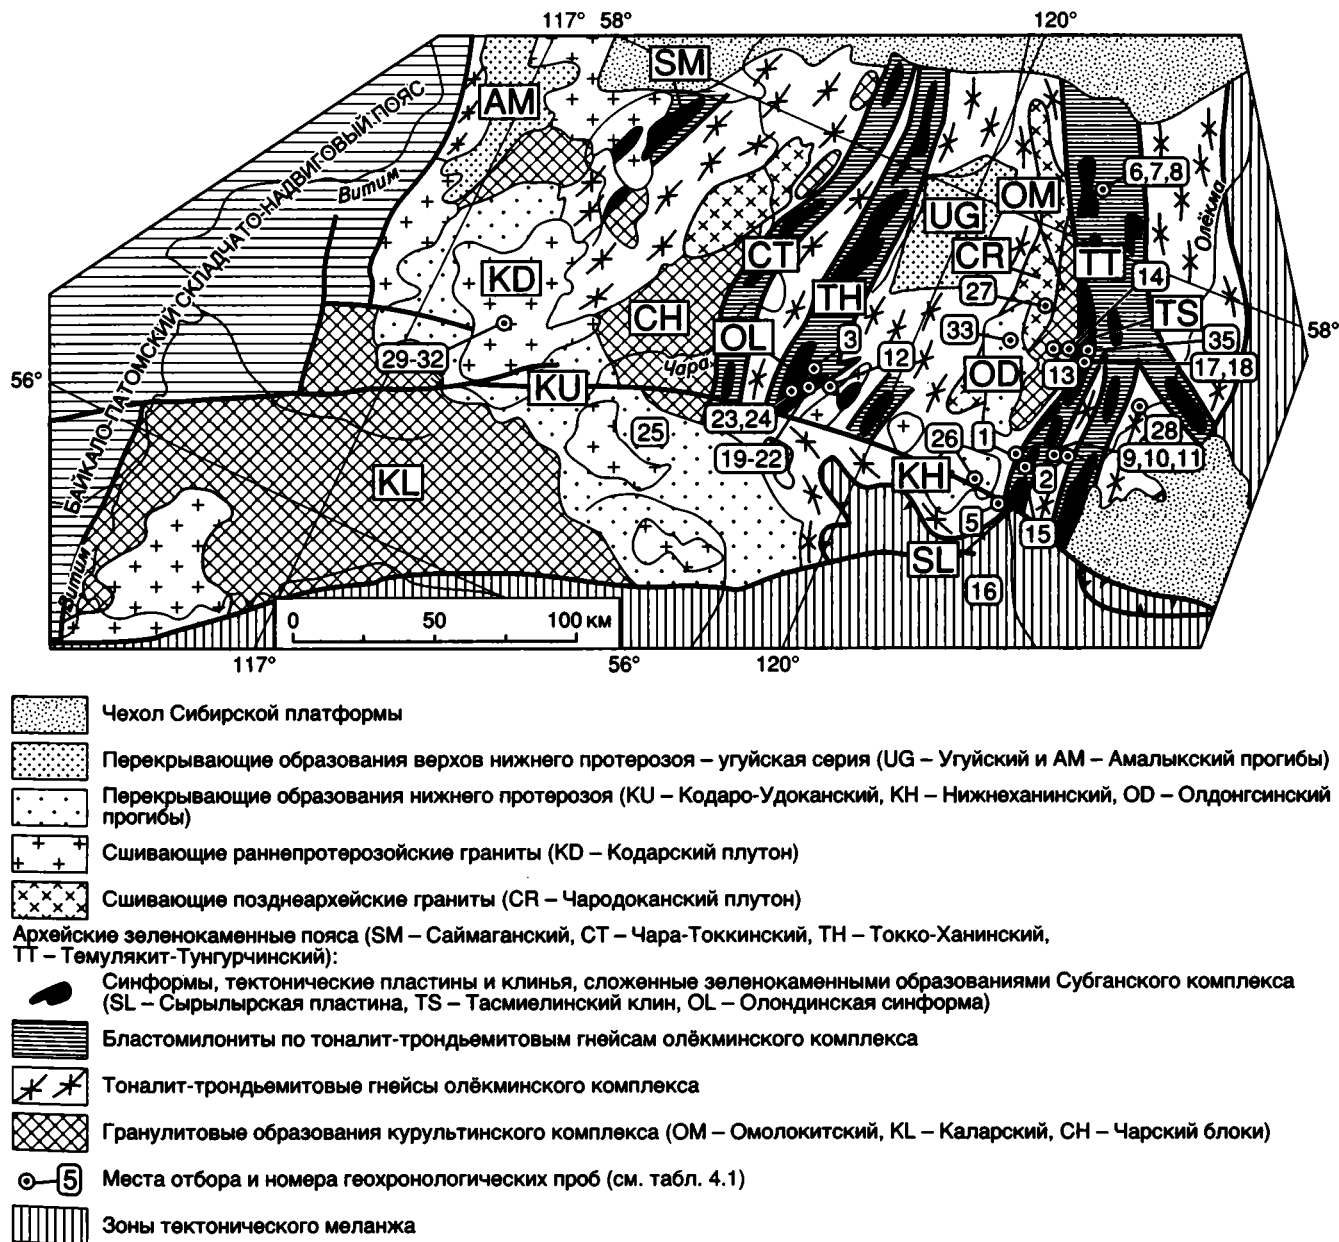 117° 58° 120°
SM
AM
БАЙКАЛО-ПАТОМСКИЙ СКЛАДЧАТО-НАДВИГОВЫЙ ПОЯС
Витим
OM
6,7,8
UG
Олёкма
CT
CR
TT
KD
14
TH
27
TS
CH
58°
OL
3
33
35
29-32
Чара
12
17,18
56°
KU
OD
13
23,24
25
26
1
28
19-22
9,10,11
KL
KH
2
5
15
SL
Витим
16
0 50 100 км
117° 56° 120°
Чехол Сибирской платформы
Перекрывающие образования верхов нижнего протерозоя – угуйская серия (UG – Угуйский и AM – Амалыкский прогибы)
Перекрывающие образования нижнего протерозоя (KU – Кодаро-Удоканский, KH – Нижнеханинский, OD – Олдонгсинский
прогибы)
Сшивающие раннепротерозойские граниты (KD – Кодарский плутон)
Сшивающие позднеархейские граниты (CR – Чародоканский плутон)
Архейские зеленокаменные пояса (SM – Саймаганский, CT – Чара-Токкинский, TH – Токко-Ханинский,
TT – Темулякит-Тунгурчинский):
Синформы, тектонические пластины и клинья, сложенные зеленокаменными образованиями Субганского комплекса
(SL – Сырылырская пластина, TS – Тасмиелинский клин, OL – Олондинская синформа)
Бластомилониты по тоналит-трондьемитовым гнейсам олёкминского комплекса
Тоналит-трондьемитовые гнейсы олёкминского комплекса
Гранулитовые образования курультинского комплекса (OM – Омолокитский, KL – Каларский, CH – Чарский блоки)
5 Места отбора и номера геохронологических проб (см. табл. 4.1)
Зоны тектонического меланжа